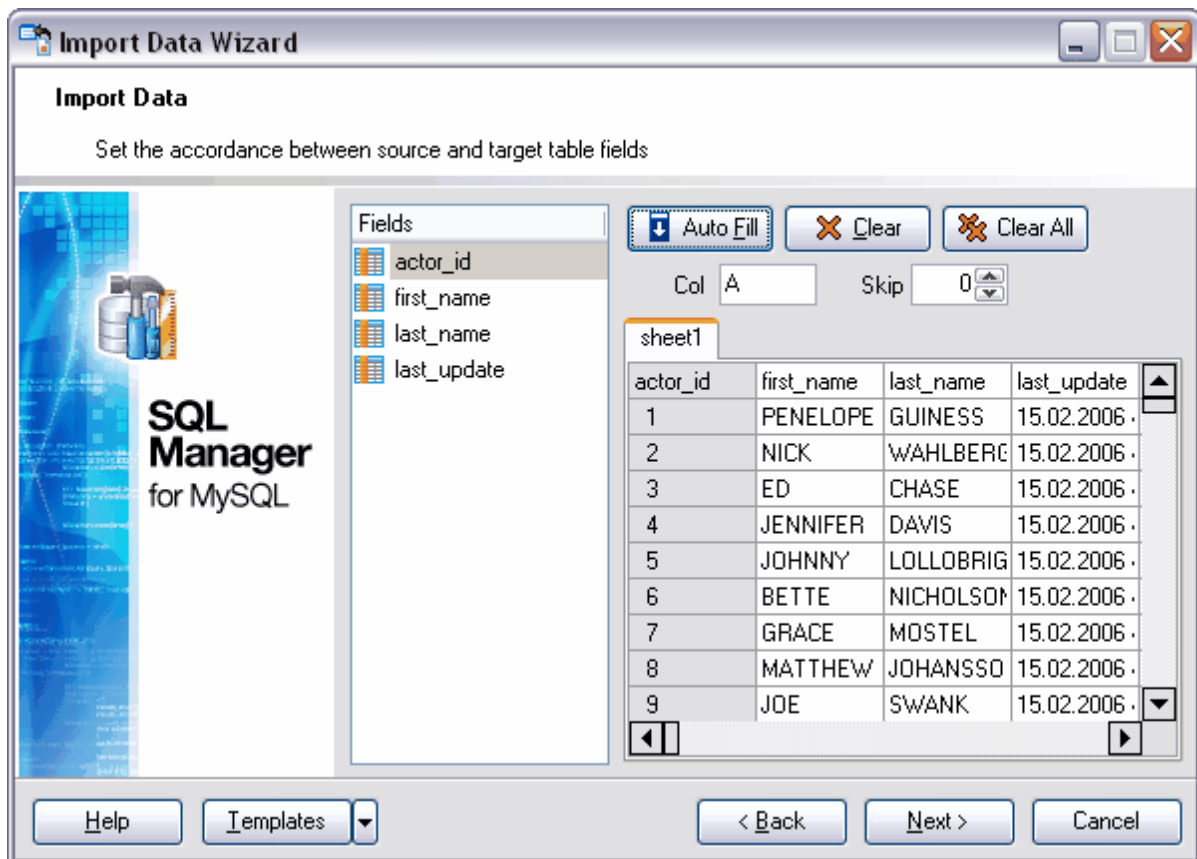 Import Data Wizard
Import Data
Set the accordance between source and target table fields
SQL
Manager
for MySQL
Fields
actor_id
first_name
last_name
last_update
Auto Fill Clear Clear All
Col A Skip 0
sheet1
actor_id first_name last_name last_update
1 PENELOPE GUINESS 15.02.2006
2 NICK WAHLBERG 15.02.2006
3 ED CHASE 15.02.2006
4 JENNIFER DAVIS 15.02.2006
5 JOHNNY LOLLOBRIG 15.02.2006
6 BETTE NICHOLSON 15.02.2006
7 GRACE MOSTEL 15.02.2006
8 MATTHEW JOHANSSO 15.02.2006
9 JOE SWANK 15.02.2006
Help Templates < Back Next > Cancel